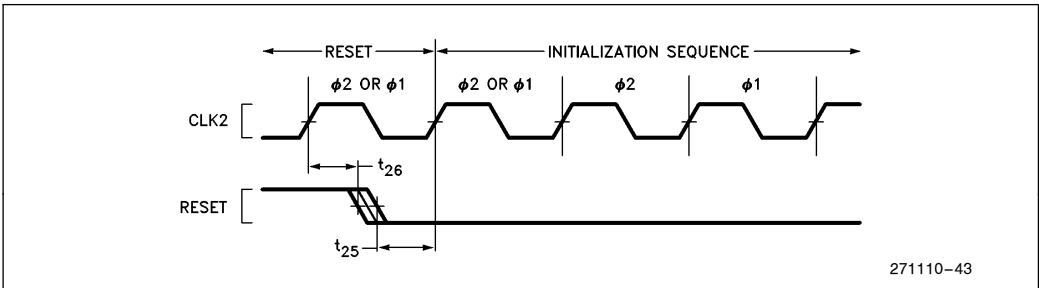 RESET INITIALIZATION SEQUENCE
ϕ2 OR ϕ1 ϕ2 OR ϕ1 ϕ2 ϕ1
CLK2
t26
RESET
t25
271110–43